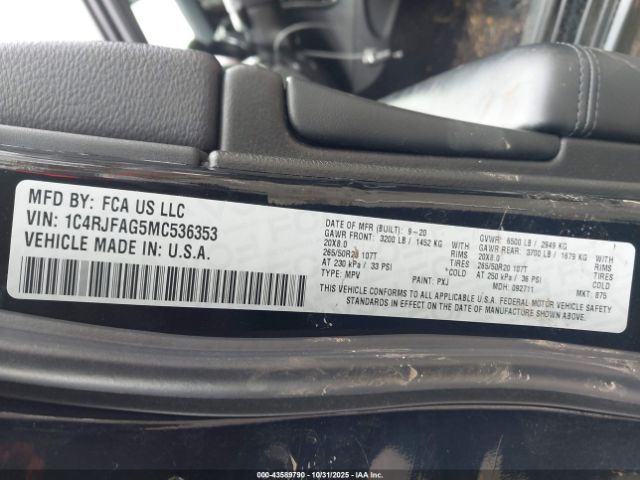 MFD BY: FCA US LLC
VIN: 1C4RJFAG5MC536353
VEHICLE MADE IN: U.S.A.
DATE OF MFR (BUILT): 9-20 GVWR: 6500 LB / 2949 KG
GAWR FRONT: 3200 LB / 1452 KG WITH GAWR REAR: 3700 LB / 1679 KG WITH
20X8.0 RIMS 20X8.0 RIMS
265/50R20 107T TIRES 265/50R20 107T TIRES
AT 230 kPa / 33 PSI COLD AT 250 kPa / 36 PSI COLD
TYPE: MPV PAINT: PXJ MDH: 092711 MKT: 875
THIS VEHICLE CONFORMS TO ALL APPLICABLE U.S.A. FEDERAL MOTOR VEHICLE SAFETY
STANDARDS IN EFFECT ON THE DATE OF MANUFACTURE SHOWN ABOVE.
00-43589790 - 10/31/2025 - IAAI.COM